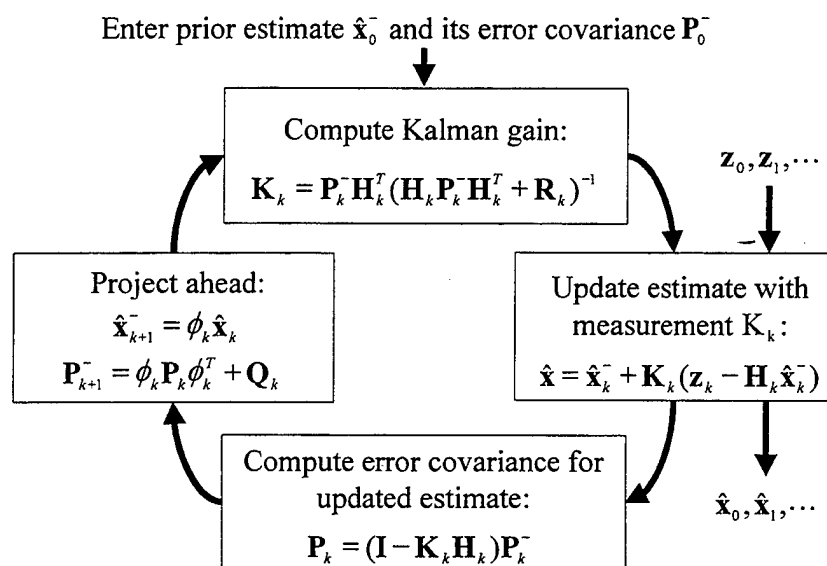 Enter prior estimate x̂₀⁻ and its error covariance P₀⁻
Compute Kalman gain:
Kₖ = Pₖ⁻Hₖᵀ(HₖPₖ⁻Hₖᵀ + Rₖ)⁻¹
z₀, z₁, ⋯
Update estimate with
measurement Kₖ:
x̂ = x̂ₖ⁻ + Kₖ(zₖ − Hₖx̂ₖ⁻)
x̂₀, x̂₁, ⋯
Compute error covariance for
updated estimate:
Pₖ = (I − KₖHₖ)Pₖ⁻
Project ahead:
x̂ₖ₊₁⁻ = ϕₖx̂ₖ
Pₖ₊₁⁻ = ϕₖPₖϕₖᵀ + Qₖ